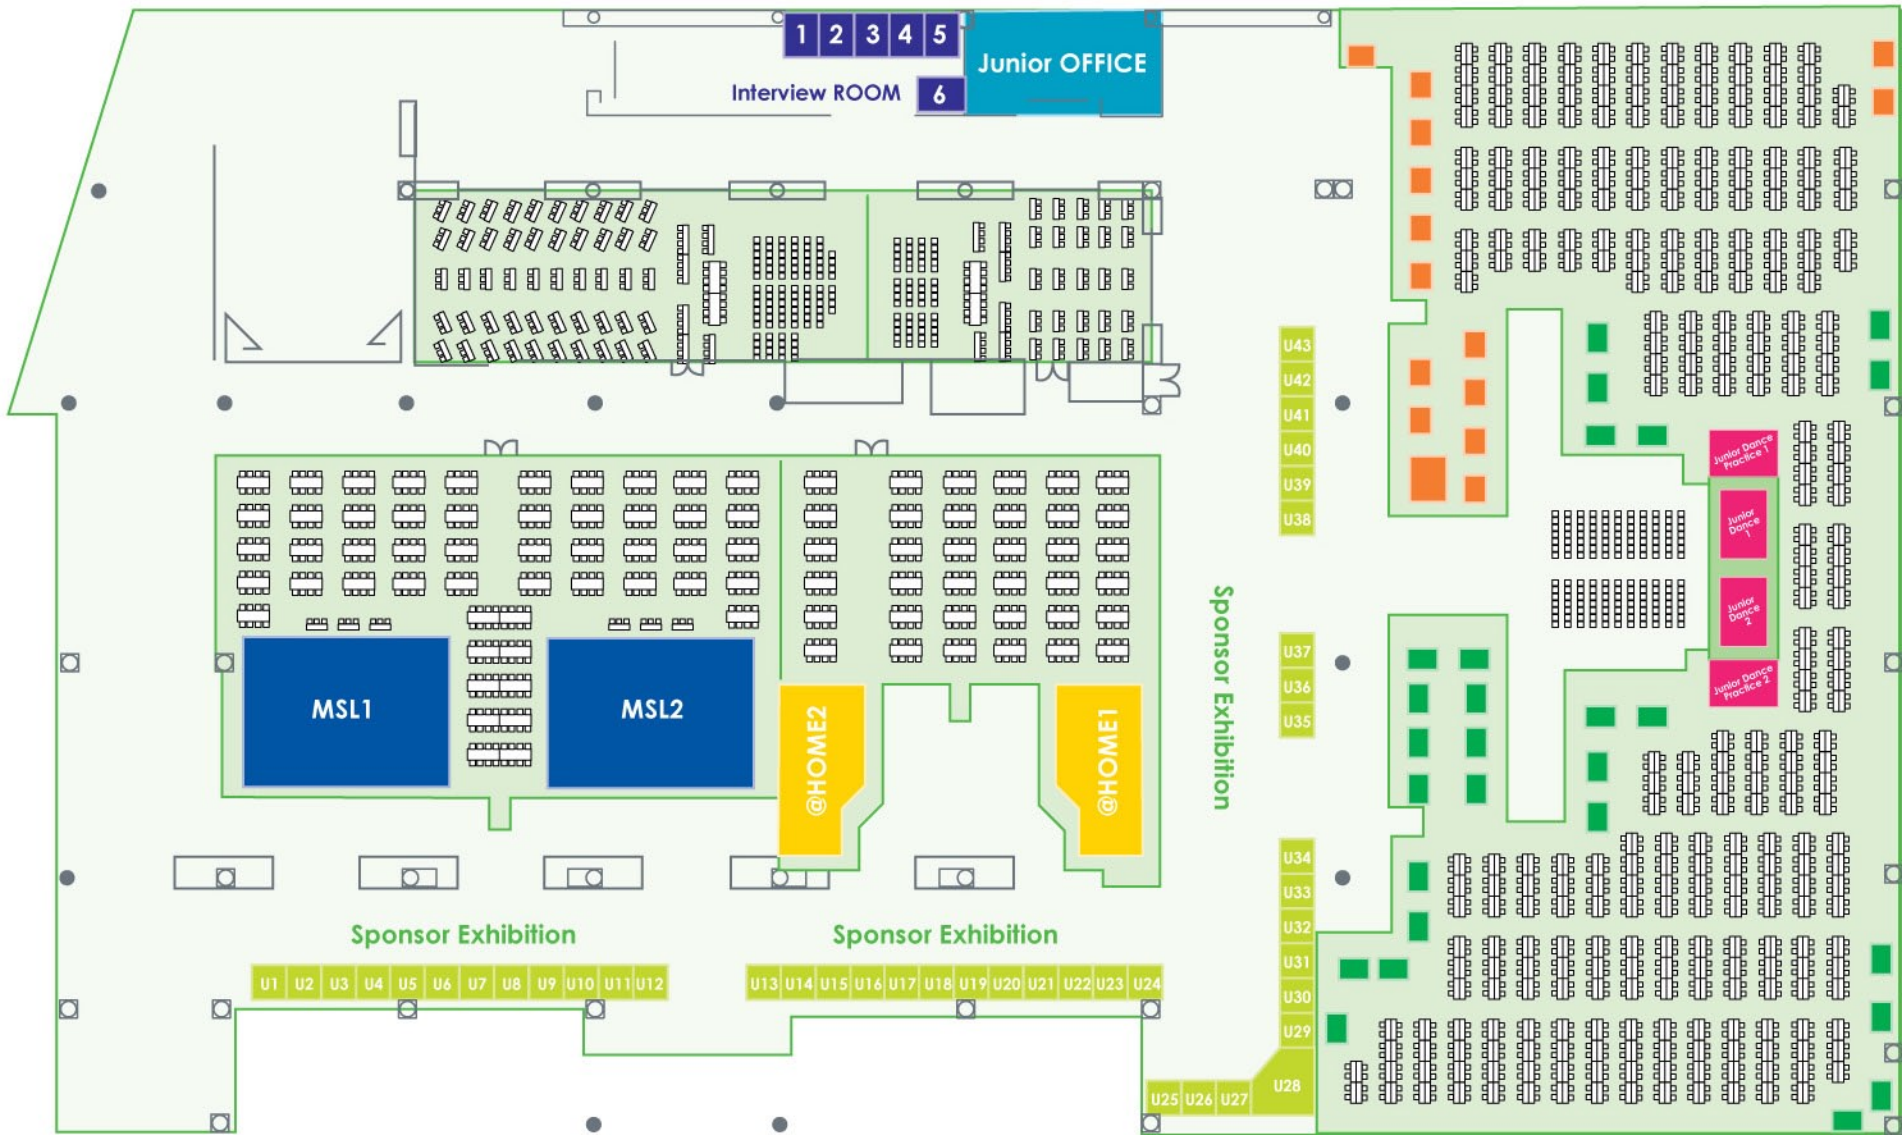 1 2 3 4 5
Junior OFFICE
Interview ROOM 6
U43
U42
U41
U40
U39
U38
Junior Dance
Practice 1
Junior
Dance
1
Junior
Dance
2
Junior Dance
Practice 2
Sponsor Exhibition
U37
U36
U35
MSL1
MSL2
@HOME2
@HOME1
U34
U33
U32
U31
U30
U29
U28
Sponsor Exhibition
Sponsor Exhibition
U1 U2 U3 U4 U5 U6 U7 U8 U9 U10 U11 U12
U13 U14 U15 U16 U17 U18 U19 U20 U21 U22 U23 U24
U25 U26 U27